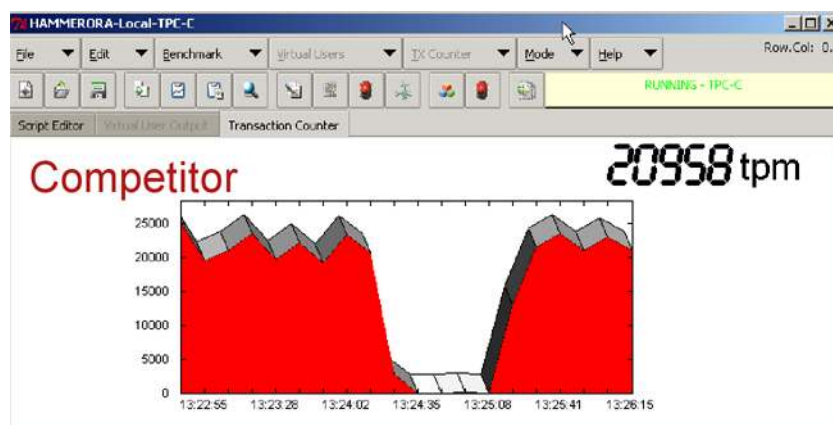 HAMMERORA-Local-TPC-C
File Edit Benchmark Virtual Users TX Counter Mode Help Row.Col: 0.
RUNNING - TPC-C
Script Editor Virtual User Output Transaction Counter
Competitor
20958 tpm
25000
20000
15000
10000
5000
0
13:22:55 13:23:28 13:24:02 13:24:35 13:25:08 13:25:41 13:26:15